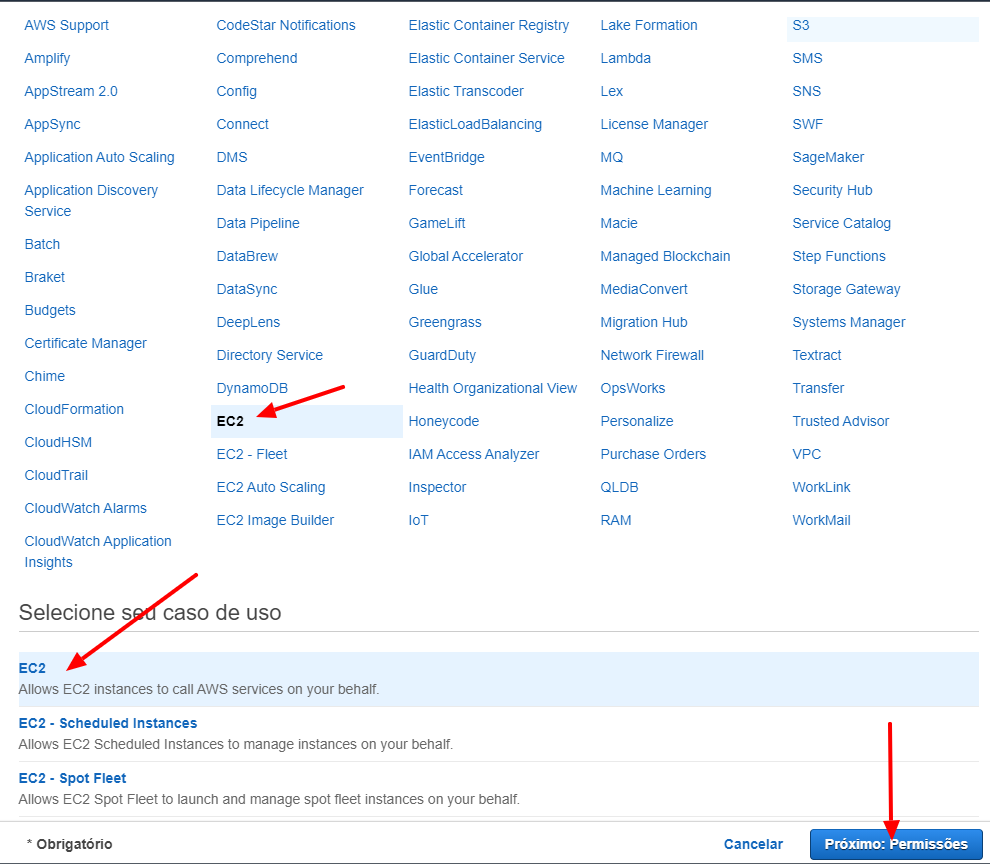 AWS Support
Amplify
AppStream 2.0
AppSync
Application Auto Scaling
Application Discovery
Service
Batch
Braket
Budgets
Certificate Manager
Chime
CloudFormation
CloudHSM
CloudTrail
CloudWatch Alarms
CloudWatch Application
Insights
CodeStar Notifications
Comprehend
Config
Connect
DMS
Data Lifecycle Manager
Data Pipeline
DataBrew
DataSync
DeepLens
Directory Service
DynamoDB
EC2
EC2 - Fleet
EC2 Auto Scaling
EC2 Image Builder
Elastic Container Registry
Elastic Container Service
Elastic Transcoder
ElasticLoadBalancing
EventBridge
Forecast
GameLift
Global Accelerator
Glue
Greengrass
GuardDuty
Health Organizational View
Honeycode
IAM Access Analyzer
Inspector
IoT
Lake Formation
Lambda
Lex
License Manager
MQ
Machine Learning
Macie
Managed Blockchain
MediaConvert
Migration Hub
Network Firewall
OpsWorks
Personalize
Purchase Orders
QLDB
RAM
S3
SMS
SNS
SWF
SageMaker
Security Hub
Service Catalog
Step Functions
Storage Gateway
Systems Manager
Textract
Transfer
Trusted Advisor
VPC
WorkLink
WorkMail
Selecione seu caso de uso
EC2
Allows EC2 instances to call AWS services on your behalf.
EC2 - Scheduled Instances
Allows EC2 Scheduled Instances to manage instances on your behalf.
EC2 - Spot Fleet
Allows EC2 Spot Fleet to launch and manage spot fleet instances on your behalf.
* Obrigatório
Cancelar
Próximo: Permissões